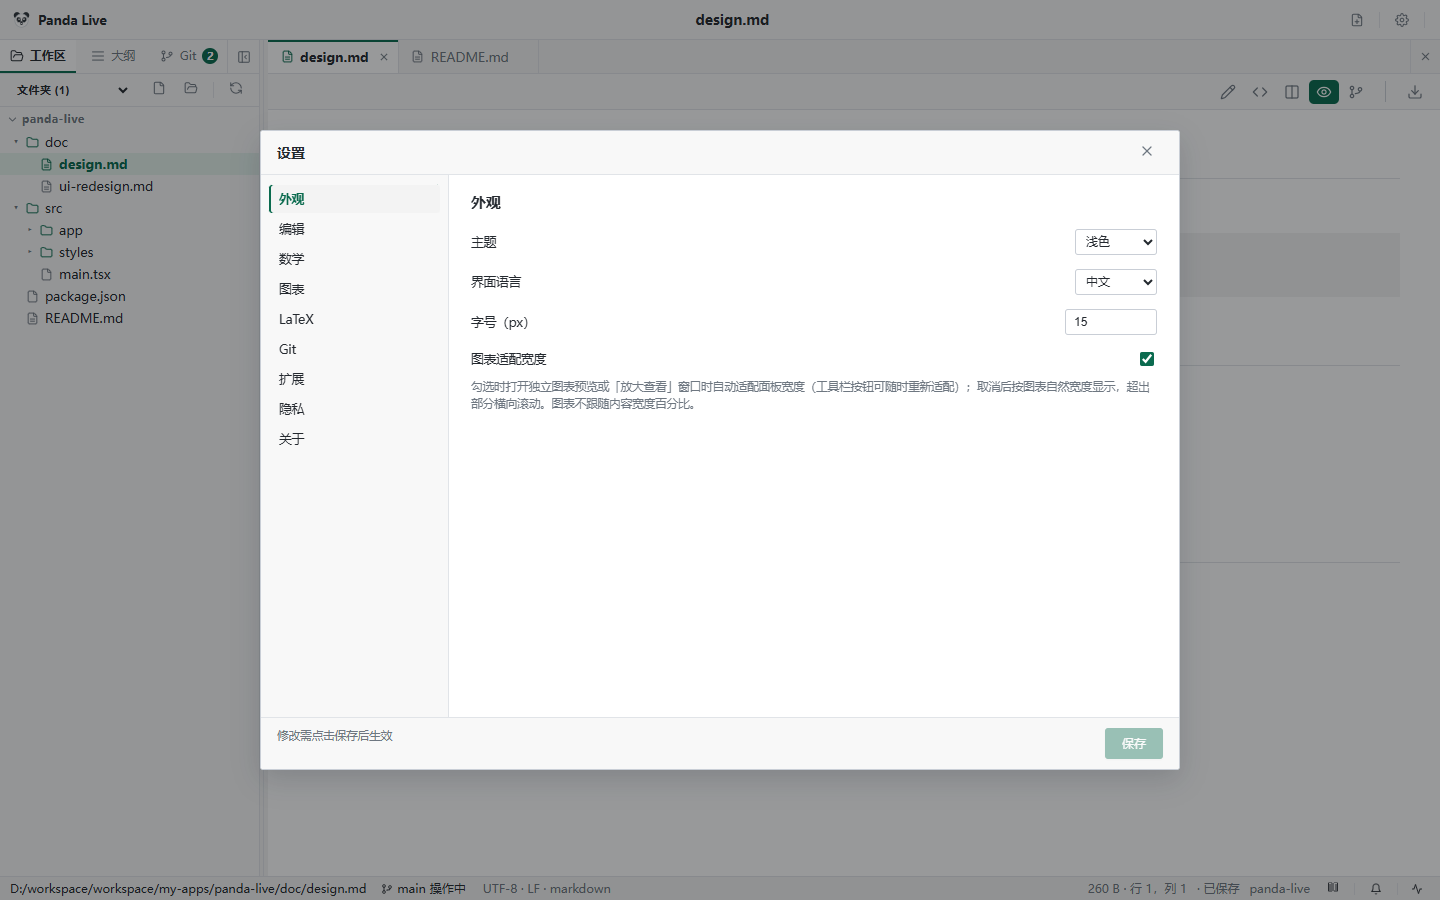 Panda Live
design.md
工作区
大纲
Git 2
design.md
README.md
文件夹 (1)
panda-live
doc
design.md
ui-redesign.md
src
app
styles
main.tsx
package.json
README.md
设置
外观
编辑
数学
图表
LaTeX
Git
扩展
隐私
关于
外观
主题
浅色
界面语言
中文
字号（px）
15
图表适配宽度
勾选时打开独立图表预览或「放大查看」窗口时自动适配面板宽度（工具栏按钮可随时重新适配）；取消后按图表自然宽度显示，超出
部分横向滚动。图表不跟随内容宽度百分比。
修改需点击保存后生效
保存
D:/workspace/workspace/my-apps/panda-live/doc/design.md
main 操作中
UTF-8 · LF · markdown
260 B · 行 1，列 1 · 已保存
panda-live